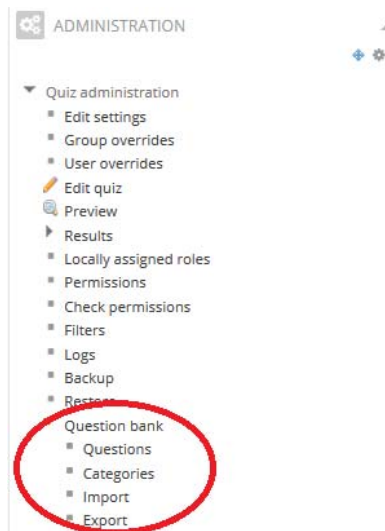 ADMINISTRATION
Quiz administration
Edit settings
Group overrides
User overrides
Edit quiz
Preview
Results
Locally assigned roles
Permissions
Check permissions
Filters
Logs
Backup
Restore
Question bank
Questions
Categories
Import
Export